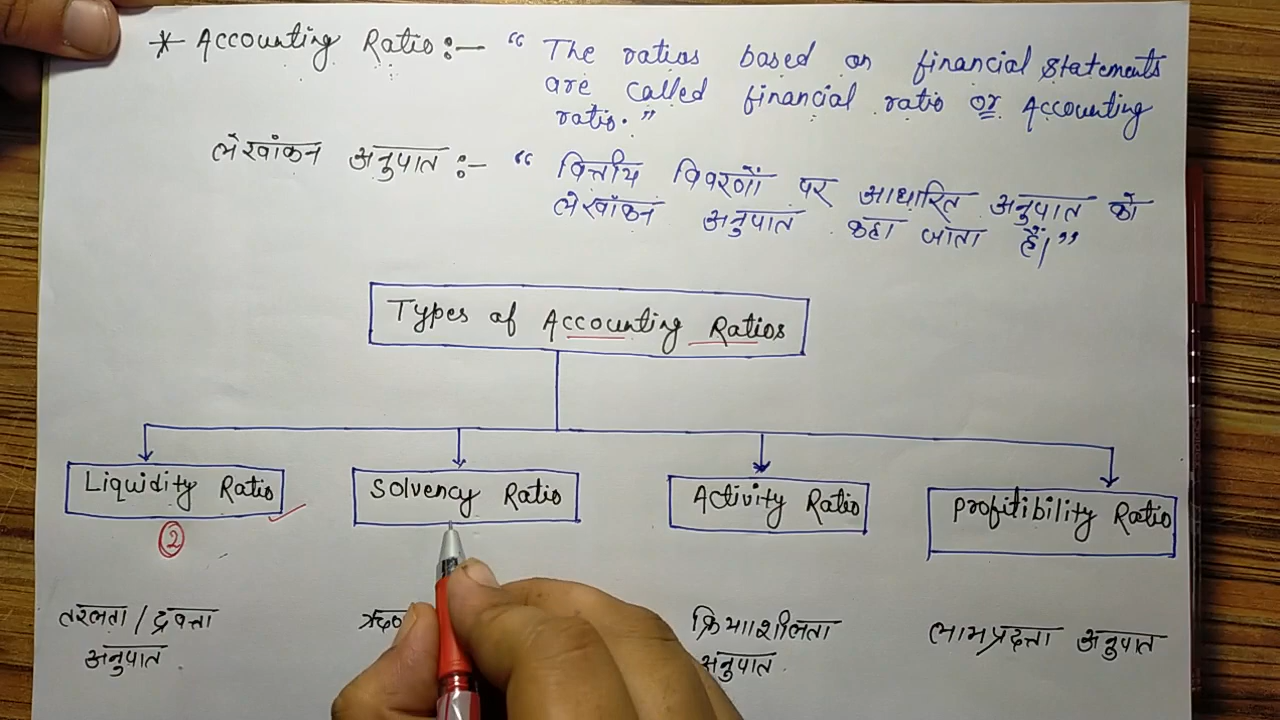 * Accounting Ratio:— “ The ratios based on financial statements
are called financial ratio or Accounting
ratio.”
लेखांकन अनुपात :— “ वित्तीय विवरणों पर आधारित अनुपात को
लेखांकन अनुपात कहा जाता हैं।”
Types of Accounting Ratios
Liquidity Ratio
Solvency Ratio
Activity Ratio
Profitibility Ratio
2
तरलता / द्रवत्ता
अनुपात
क्रियाशीलता
अनुपात
लाभप्रदत्ता अनुपात